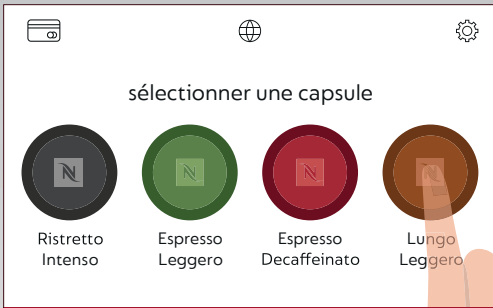 sélectionner une capsule
Ristretto Intenso
Espresso Leggero
Espresso Decaffeinato
Lungo Leggero